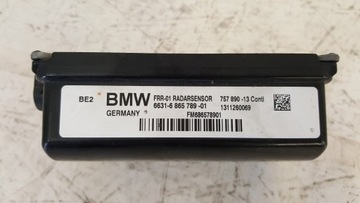 BE2
BMW
GERMANY
FRR-01 RADARSENSOR 757 890 -13 Conti
6631-6 865 789 -01 1311260069
FM686578901